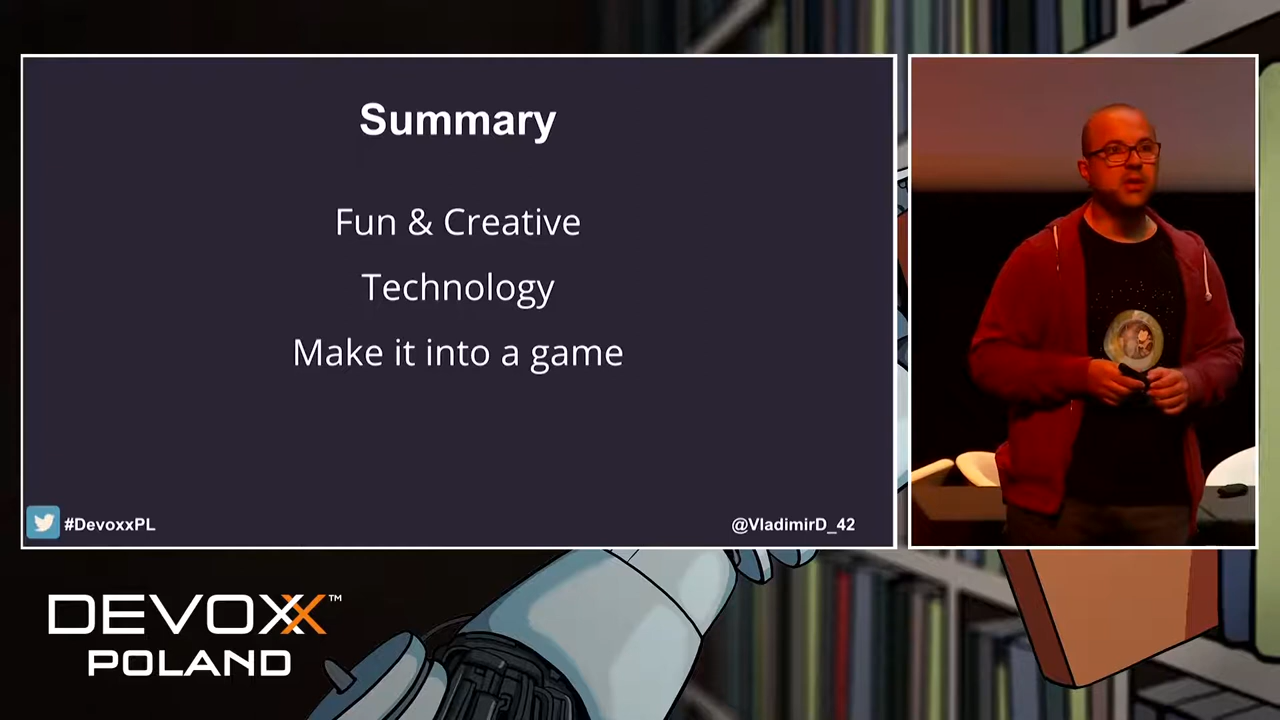 Summary
Fun & Creative
Technology
Make it into a game
#DevoxxPL
@VladimirD_42
DEVOXX™
POLAND